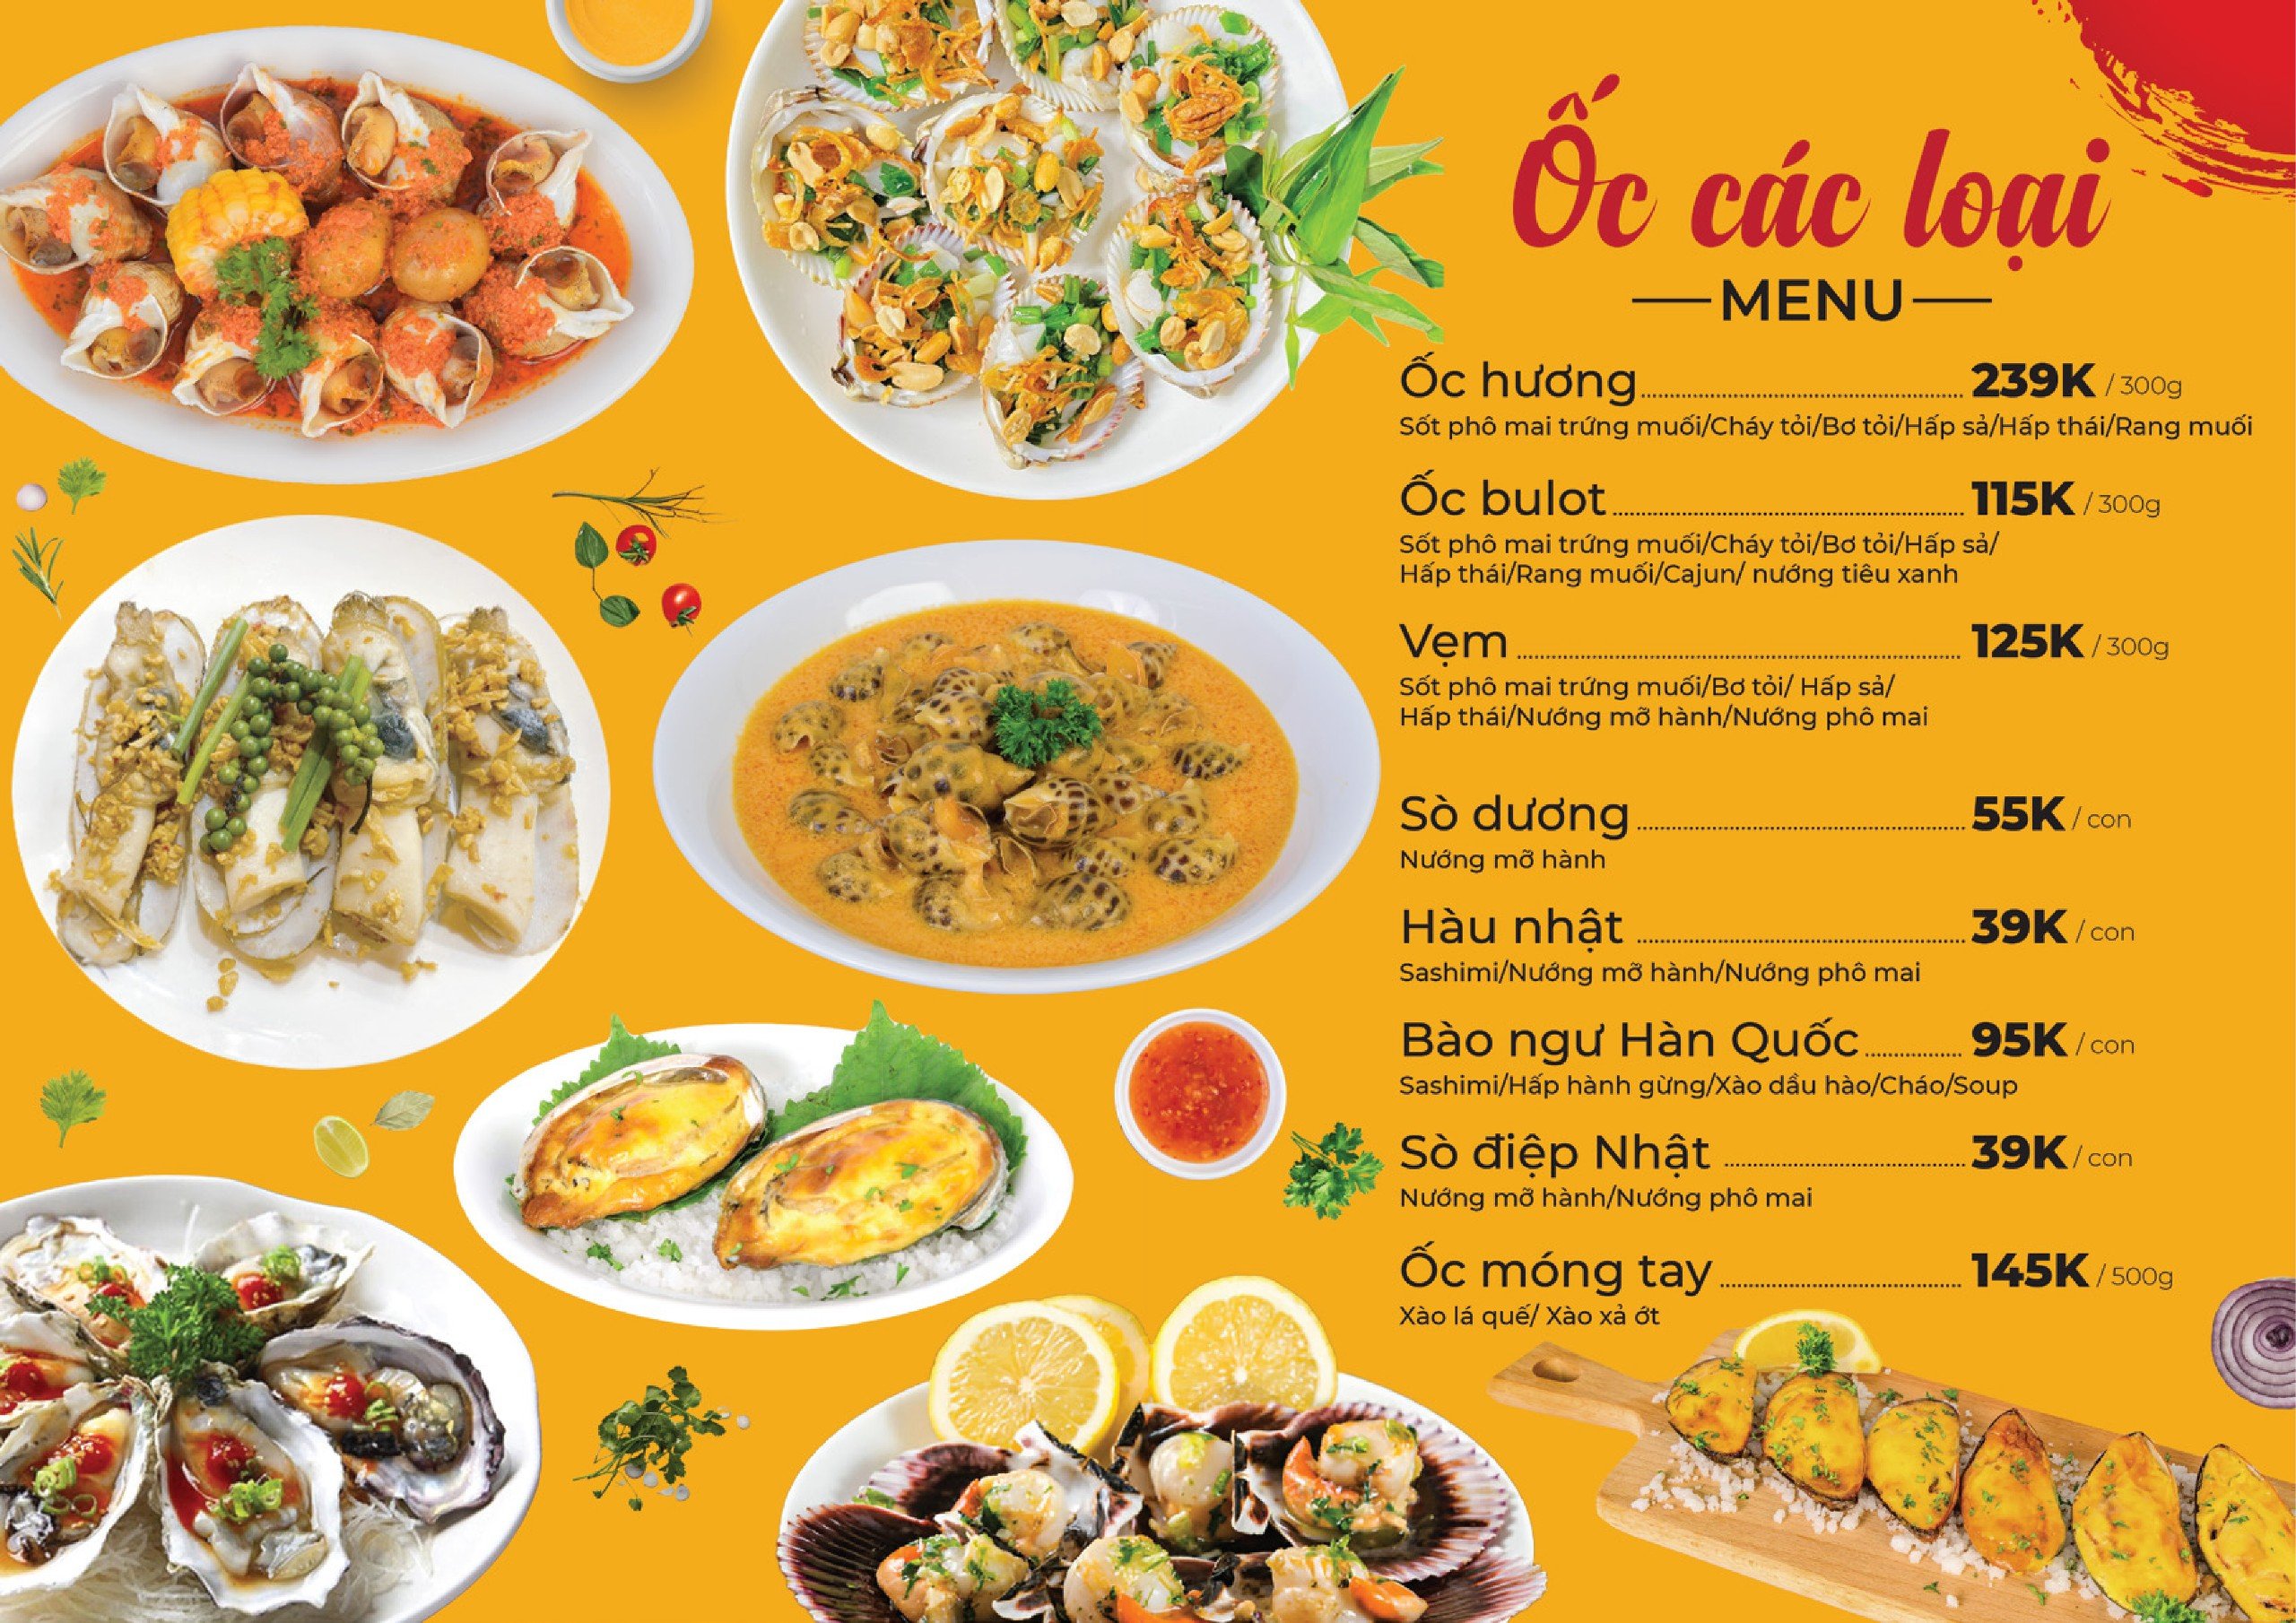 Ốc các loại
MENU
Ốc hương 239K / 300g
Sốt phô mai trứng muối/Cháy tỏi/Bơ tỏi/Hấp sả/Hấp thái/Rang muối
Ốc bulot 115K / 300g
Sốt phô mai trứng muối/Cháy tỏi/Bơ tỏi/Hấp sả/
Hấp thái/Rang muối/Cajun/ nướng tiêu xanh
Vẹm 125K / 300g
Sốt phô mai trứng muối/Bơ tỏi/ Hấp sả/
Hấp thái/Nướng mỡ hành/Nướng phô mai
Sò dương 55K / con
Nướng mỡ hành
Hàu nhật 39K / con
Sashimi/Nướng mỡ hành/Nướng phô mai
Bào ngư Hàn Quốc 95K / con
Sashimi/Hấp hành gừng/Xào dầu hào/Cháo/Soup
Sò điệp Nhật 39K / con
Nướng mỡ hành/Nướng phô mai
Ốc móng tay 145K / 500g
Xào lá quế/ Xào xả ớt